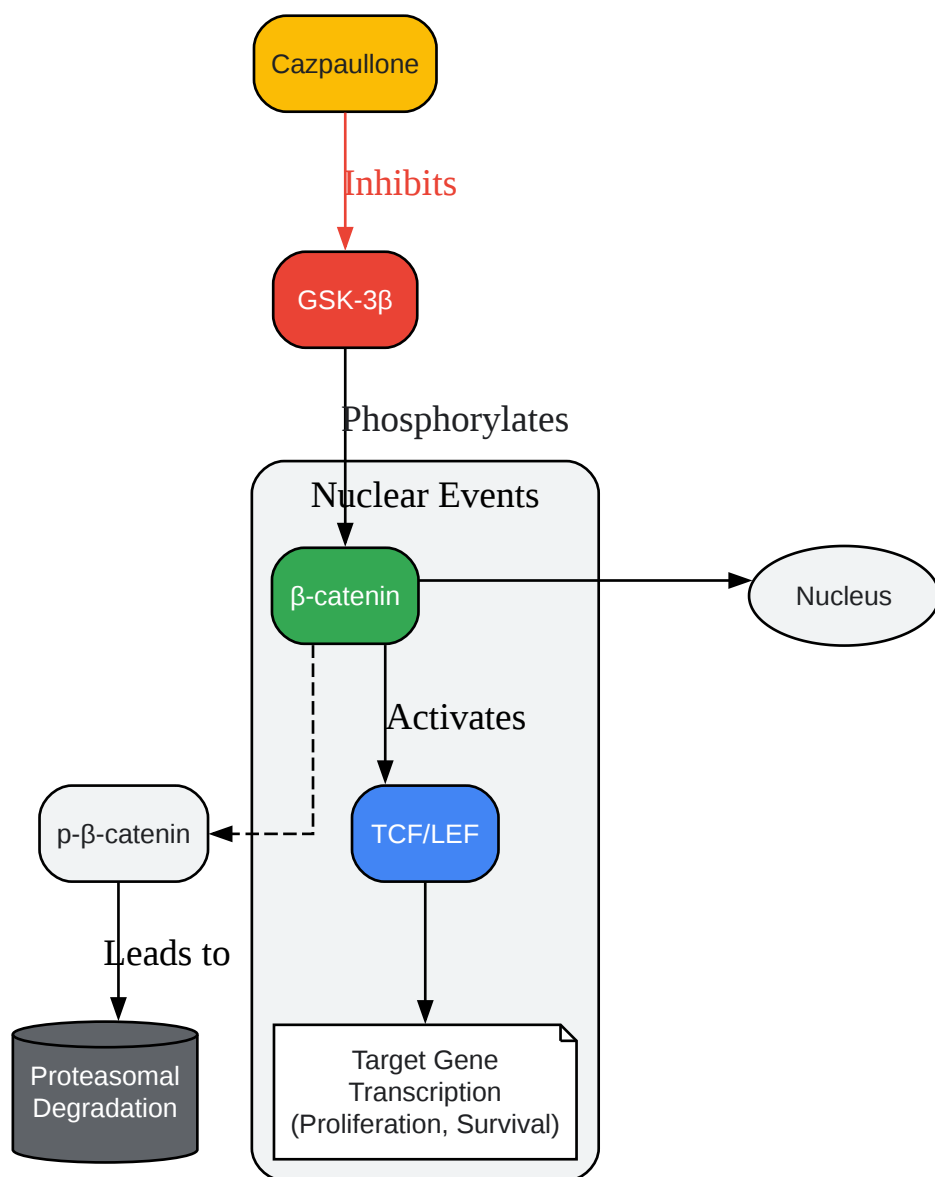 Cazpaullone
Inhibits
GSK-3β
Phosphorylates
Nuclear Events
β-catenin
Nucleus
Activates
p-β-catenin
TCF/LEF
Leads to
Proteasomal
Degradation
Target Gene
Transcription
(Proliferation, Survival)